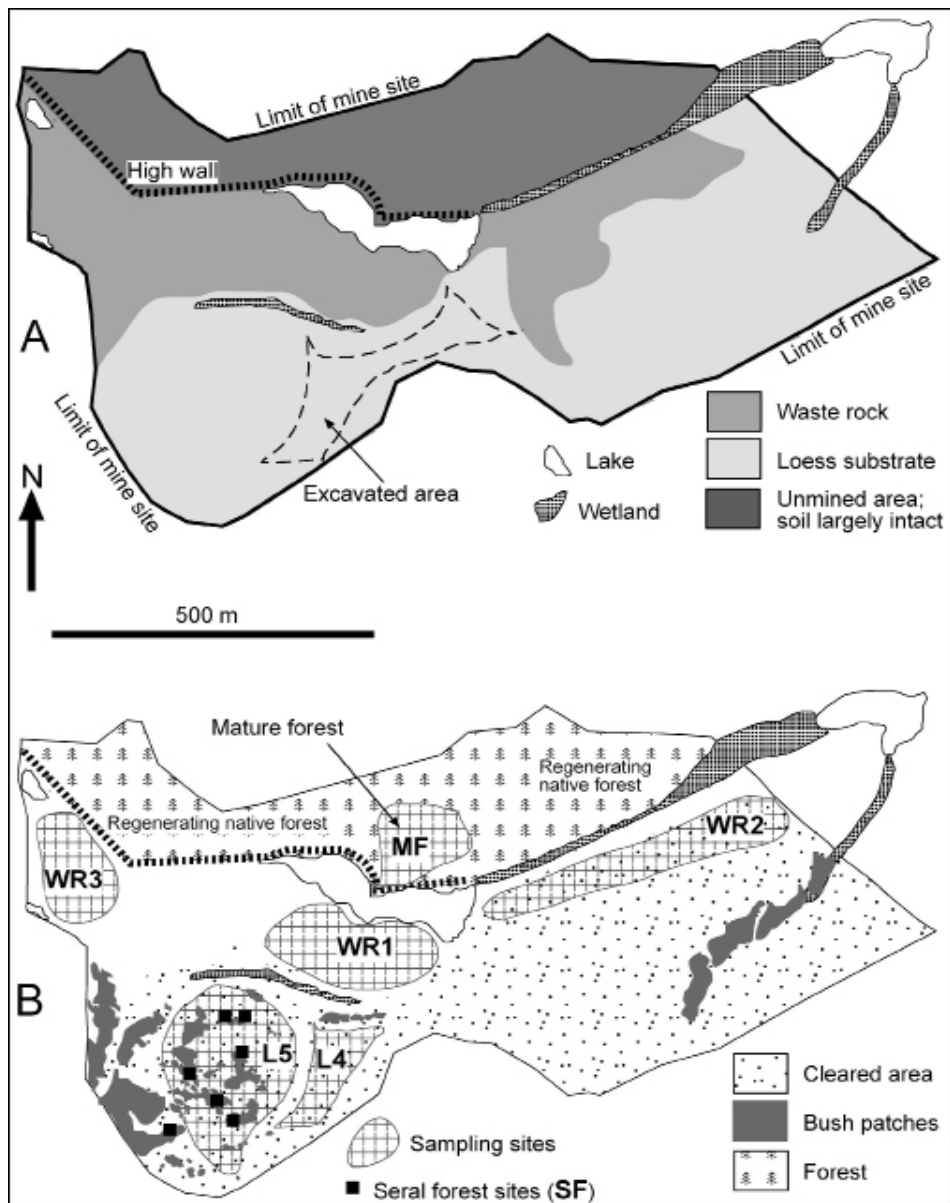 Limit of mine site
High wall
A
Limit of mine site
Limit of mine site
N
Excavated area
Lake
Wetland
Waste rock
Loess substrate
Unmined area;
soil largely intact
500 m
Mature forest
Regenerating
native forest
Regenerating native forest
MF
WR2
WR3
WR1
B
L5
L4
Sampling sites
Seral forest sites (SF)
Cleared area
Bush patches
Forest